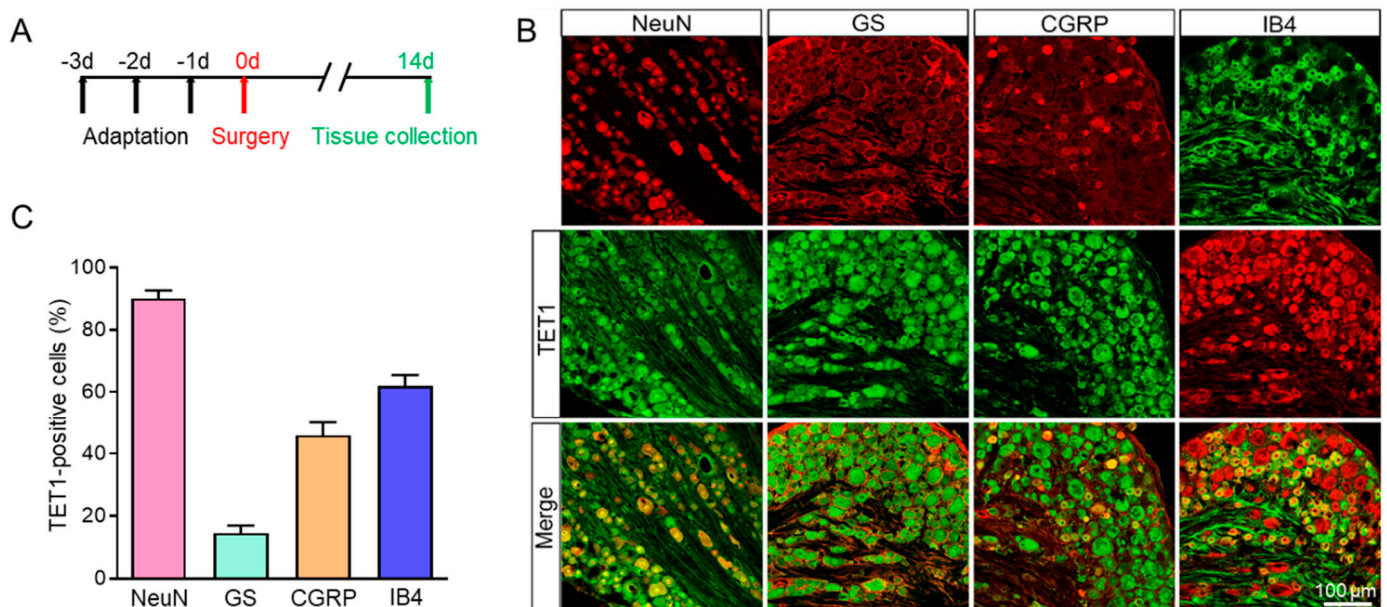 A
-3d -2d -1d 0d 14d
Adaptation Surgery Tissue collection
B
NeuN GS CGRP IB4
TET1
Merge
100 μm
C
TET1-positive cells (%)
100
80
60
40
20
0
NeuN GS CGRP IB4